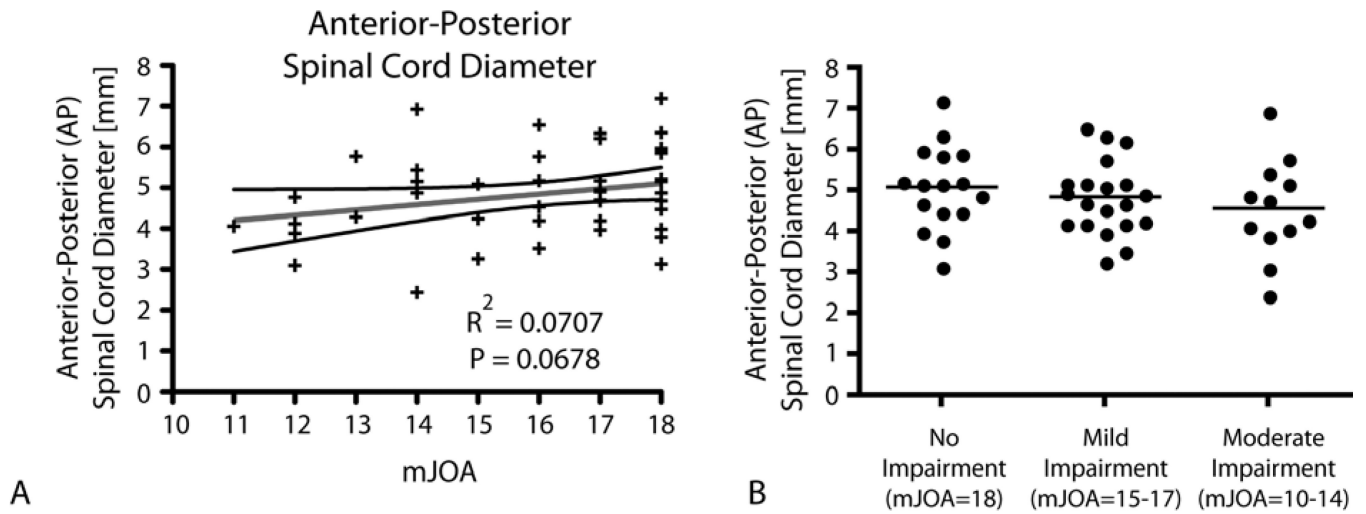 Anterior-Posterior
Spinal Cord Diameter
Anterior-Posterior (AP)
Spinal Cord Diameter [mm]
8
7
6
5
4
3
2
1
0
R2 = 0.0707
P = 0.0678
10 11 12 13 14 15 16 17 18
mJOA
A
Anterior-Posterior (AP)
Spinal Cord Diameter [mm]
8
7
6
5
4
3
2
1
0
No
Impairment
(mJOA=18)
Mild
Impairment
(mJOA=15-17)
Moderate
Impairment
(mJOA=10-14)
B